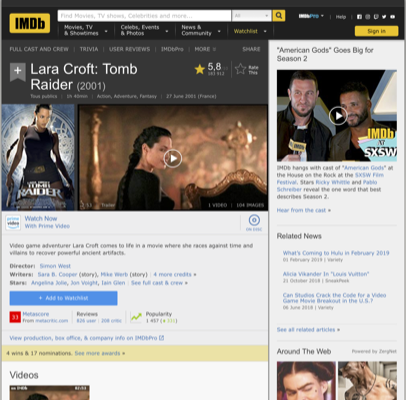 IMDb
Find Movies, TV shows, Celebrities and more...
All
IMDbPro
Help
Movies, TV & Showtimes
Celebs, Events & Photos
News & Community
Watchlist
Sign in
FULL CAST AND CREW | TRIVIA | USER REVIEWS | IMDbPro | MORE
SHARE
Lara Croft: Tomb
Raider (2001)
5,8
Rate This
Tous publics | 1h 40min | Action, Adventure, Fantasy | 27 June 2001 (France)
TOMB RAIDER
Trailer
1 VIDEO | 104 IMAGES
prime video
Watch Now
With Prime Video
ON DISC
Video game adventurer Lara Croft comes to life in a movie where she races against time and
villains to recover powerful ancient artifacts.
Director: Simon West
Writers: Sara B. Cooper (story), Mike Werb (story) | 4 more credits »
Stars: Angelina Jolie, Jon Voight, Iain Glen | See full cast & crew »
+ Add to Watchlist
33
Metascore
From metacritic.com
Reviews
826 user | 208 critic
Popularity
View production, box office, & company info on IMDbPro
4 wins & 17 nominations. See more awards »
Videos
"American Gods" Goes Big for
Season 2
IMDb
at
SXSW
IMDb hangs with cast of "American Gods" at
the House on the Rock at the SXSW Film
Festival. Stars Ricky Whittle and Pablo
Schreiber reveal the one word that best
describes Season 2.
Hear from the cast »
Related News
What's Coming to Hulu in February 2019
01 February 2019 | Variety
Alicia Vikander In "Louis Vuitton"
21 October 2018 | SneakPeek
Can Studios Crack the Code for a Video
Game Movie Breakout in the U.S.?
06 June 2018 | Variety
See all related articles »
Around The Web
Powered by ZergNet